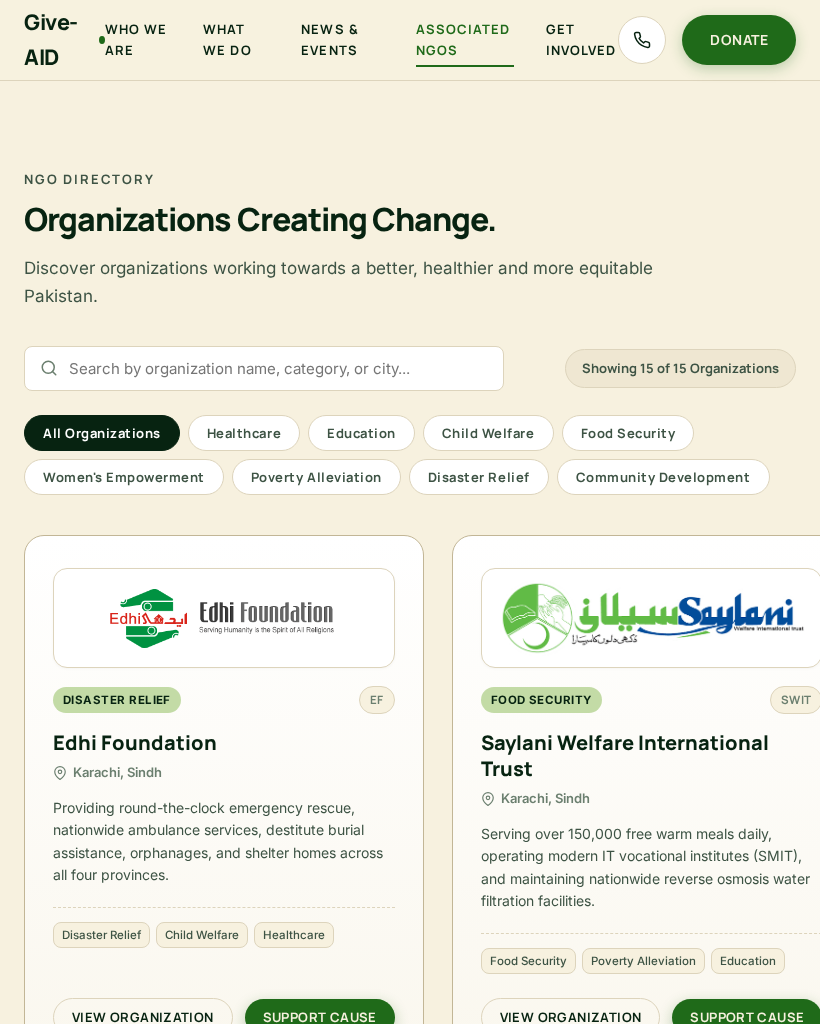 Give-
AID
WHO WE
ARE
WHAT
WE DO
NEWS &
EVENTS
ASSOCIATED
NGOS
GET
INVOLVED
DONATE
NGO DIRECTORY
Organizations Creating Change.
Discover organizations working towards a better, healthier and more equitable
Pakistan.
Search by organization name, category, or city...
Showing 15 of 15 Organizations
All Organizations
Healthcare
Education
Child Welfare
Food Security
Women's Empowerment
Poverty Alleviation
Disaster Relief
Community Development
Edhi ایدھی
Edhi Foundation
Serving Humanity is the Spirit of All Religions
DISASTER RELIEF
EF
Edhi Foundation
Karachi, Sindh
Providing round-the-clock emergency rescue,
nationwide ambulance services, destitute burial
assistance, orphanages, and shelter homes across
all four provinces.
Disaster Relief
Child Welfare
Healthcare
VIEW ORGANIZATION
SUPPORT CAUSE
سیلانی Saylani
Welfare International trust
FOOD SECURITY
SWIT
Saylani Welfare International
Trust
Karachi, Sindh
Serving over 150,000 free warm meals daily,
operating modern IT vocational institutes (SMIT),
and maintaining nationwide reverse osmosis water
filtration facilities.
Food Security
Poverty Alleviation
Education
VIEW ORGANIZATION
SUPPORT CAUSE